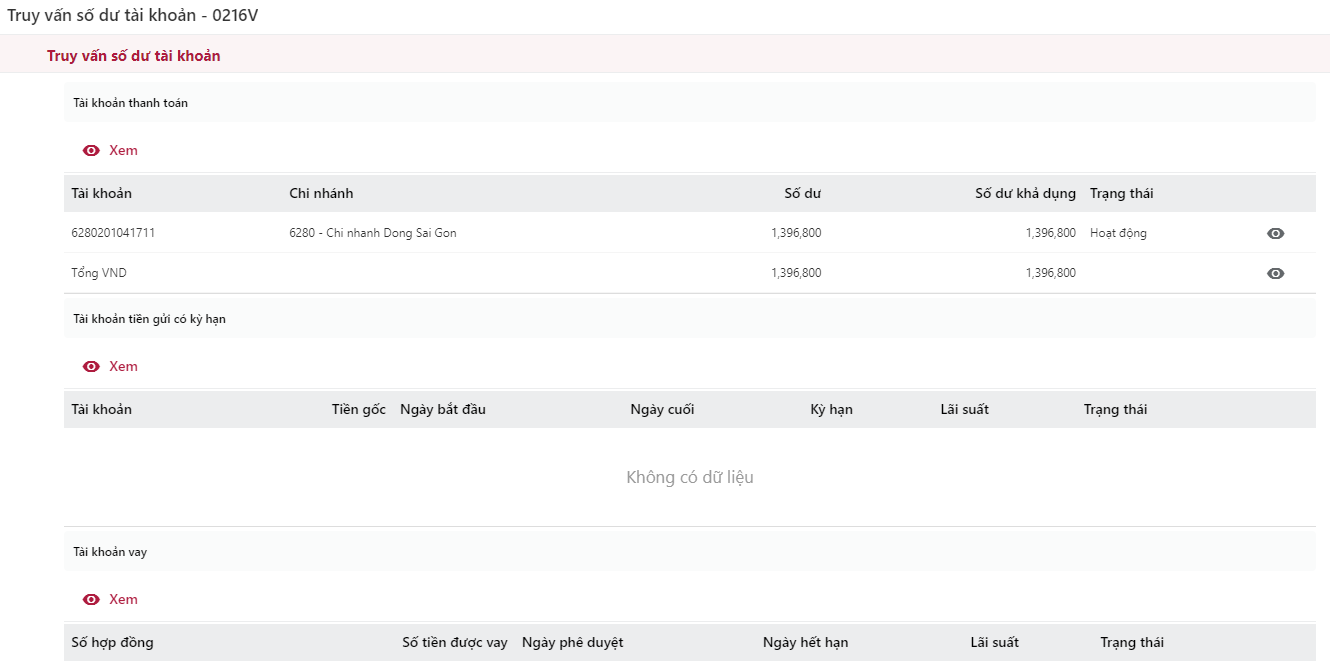 Truy vấn số dư tài khoản - 0216V
Truy vấn số dư tài khoản
Tài khoản thanh toán
Xem
Tài khoản Chi nhánh Số dư Số dư khả dụng Trạng thái
6280201041711 6280 - Chi nhanh Dong Sai Gon 1,396,800 1,396,800 Hoạt động
Tổng VND 1,396,800 1,396,800
Tài khoản tiền gửi có kỳ hạn
Xem
Tài khoản Tiền gốc Ngày bắt đầu Ngày cuối Kỳ hạn Lãi suất Trạng thái
Không có dữ liệu
Tài khoản vay
Xem
Số hợp đồng Số tiền được vay Ngày phê duyệt Ngày hết hạn Lãi suất Trạng thái